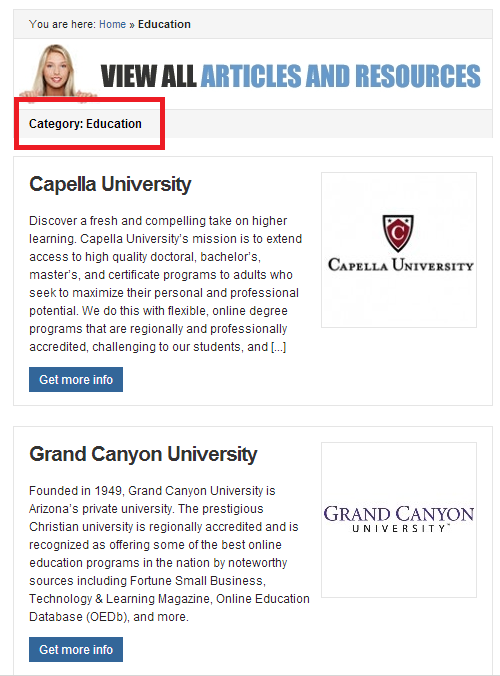 You are here: Home » Education
VIEW ALL ARTICLES AND RESOURCES
Category: Education
Capella University
Discover a fresh and compelling take on higher
learning. Capella University's mission is to extend
access to high quality doctoral, bachelor's,
master's, and certificate programs to adults who
seek to maximize their personal and professional
potential. We do this with flexible, online degree
programs that are regionally and professionally
accredited, challenging to our students, and [...]
Get more info
C
CAPELLA UNIVERSITY
Grand Canyon University
Founded in 1949, Grand Canyon University is
Arizona's private university. The prestigious
Christian university is regionally accredited and is
recognized as offering some of the best online
education programs in the nation by noteworthy
sources including Fortune Small Business,
Technology & Learning Magazine, Online Education
Database (OEDb), and more.
Get more info
GRAND CANYON
UNIVERSITY